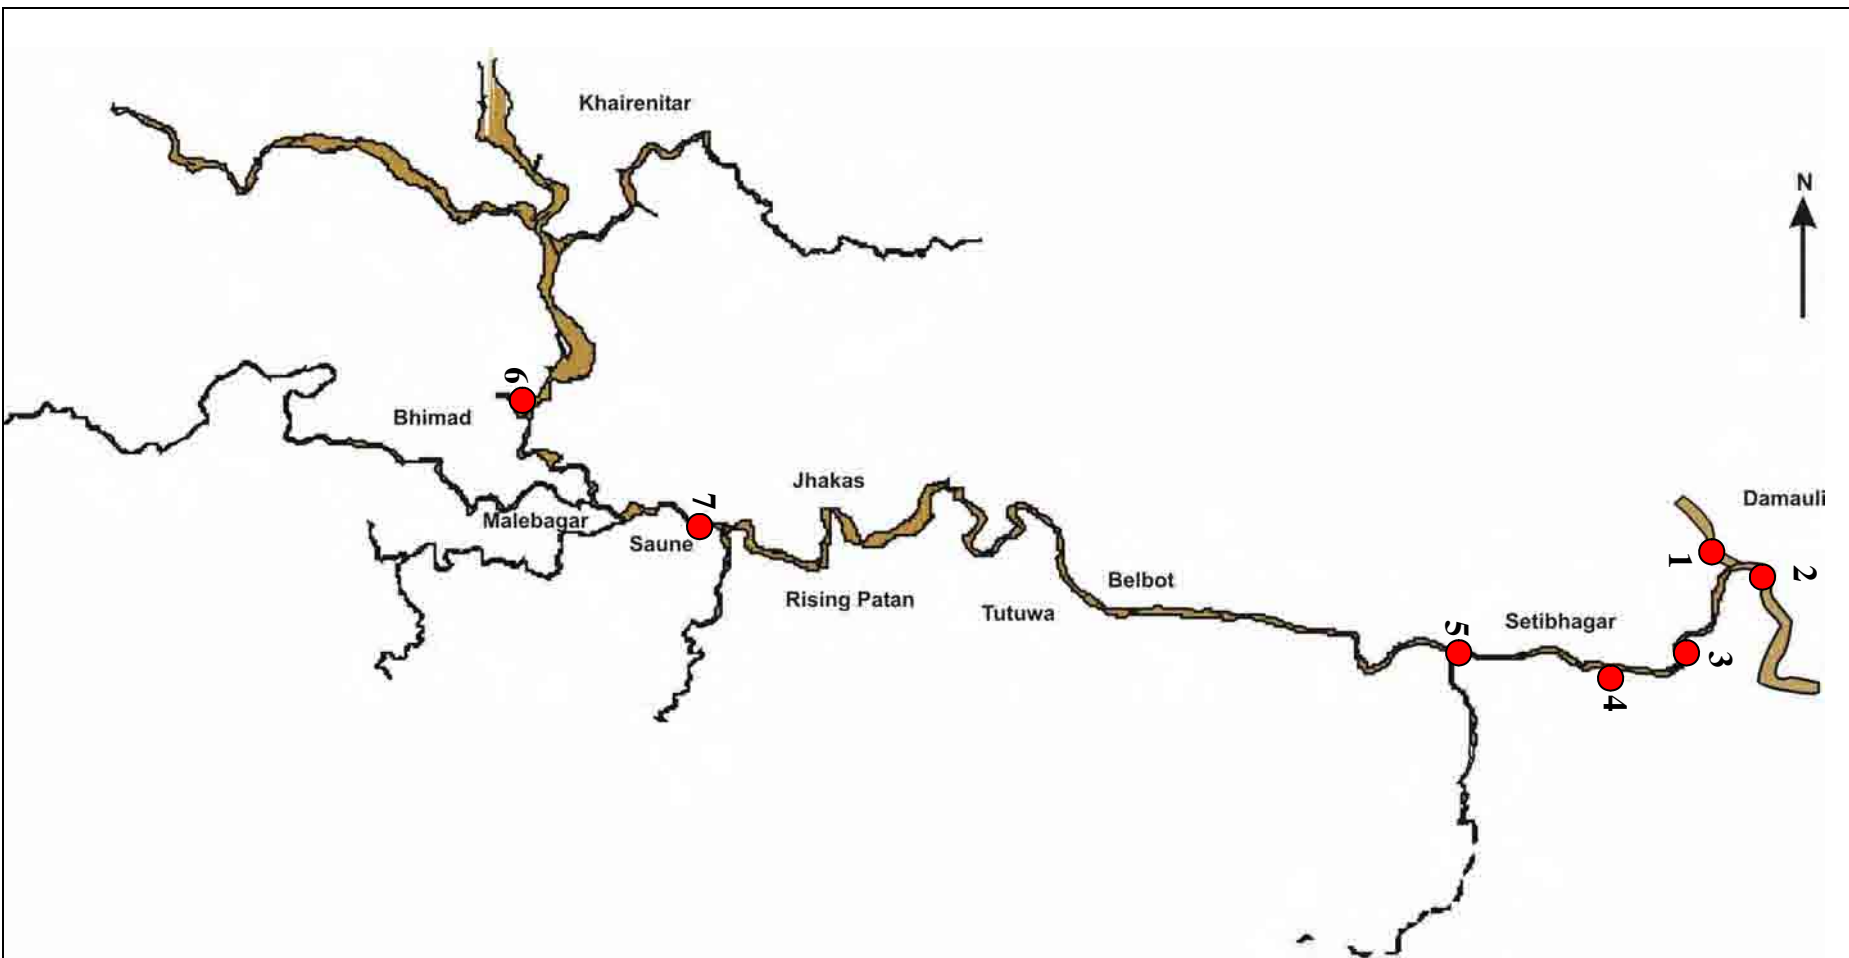 Khairenitar
N
6
Bhimad
Jhakas
7
Malebagar
Saune
Damauli
1
2
Belbot
Rising Patan
Tutuwa
Setibhagar
5
3
4